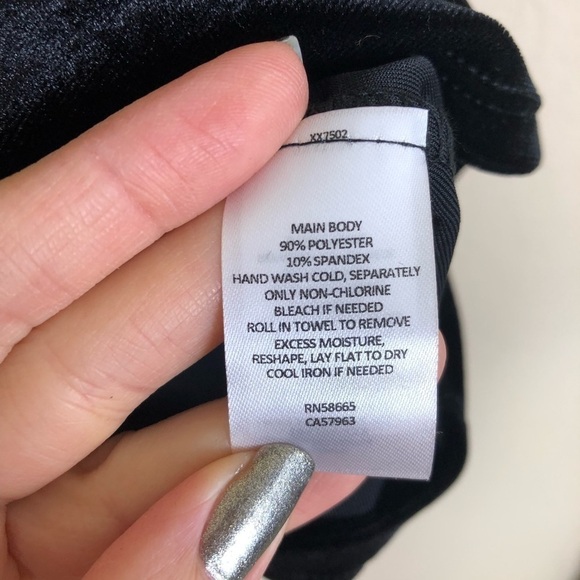 XX7502
MAIN BODY
90% POLYESTER
10% SPANDEX
HAND WASH COLD, SEPARATELY
ONLY NON-CHLORINE
BLEACH IF NEEDED
ROLL IN TOWEL TO REMOVE
EXCESS MOISTURE,
RESHAPE, LAY FLAT TO DRY
COOL IRON IF NEEDED
RN58665
CA57963